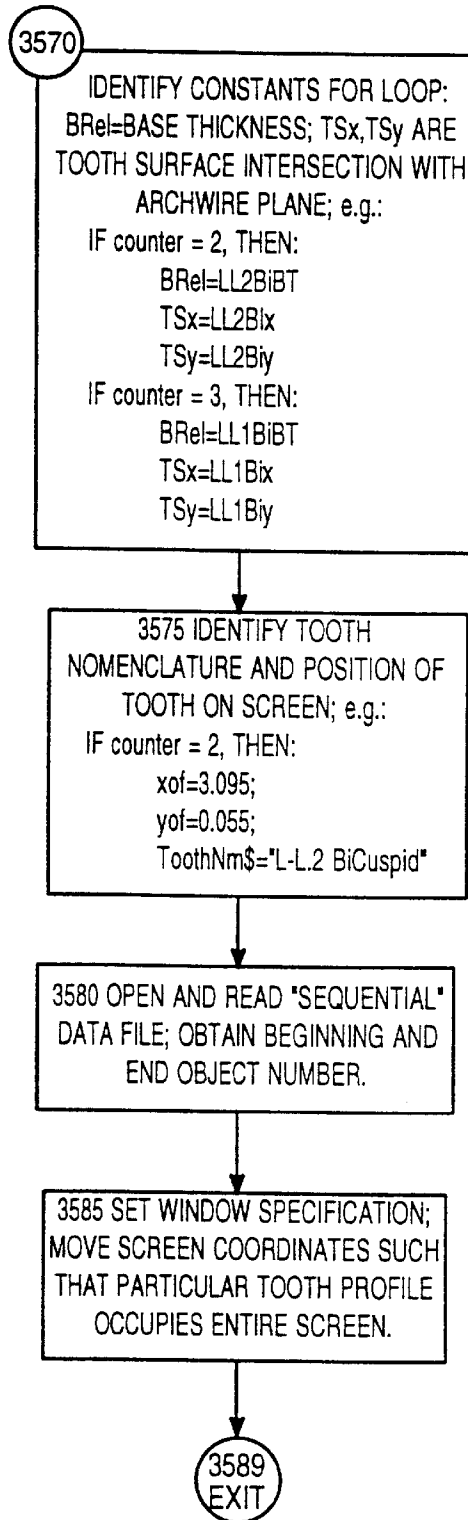 3570
IDENTIFY CONSTANTS FOR LOOP:
BRel=BASE THICKNESS; TSx,TSy ARE
TOOTH SURFACE INTERSECTION WITH
ARCHWIRE PLANE; e.g.:
IF counter = 2, THEN:
BRel=LL2BiBT
TSx=LL2BIx
TSy=LL2Biy
IF counter = 3, THEN:
BRel=LL1BiBT
TSx=LL1Bix
TSy=LL1Biy
3575 IDENTIFY TOOTH
NOMENCLATURE AND POSITION OF
TOOTH ON SCREEN; e.g.:
IF counter = 2, THEN:
xof=3.095;
yof=0.055;
ToothNm$="L-L.2 BiCuspid"
3580 OPEN AND READ "SEQUENTIAL"
DATA FILE; OBTAIN BEGINNING AND
END OBJECT NUMBER.
3585 SET WINDOW SPECIFICATION;
MOVE SCREEN COORDINATES SUCH
THAT PARTICULAR TOOTH PROFILE
OCCUPIES ENTIRE SCREEN.
3589
EXIT